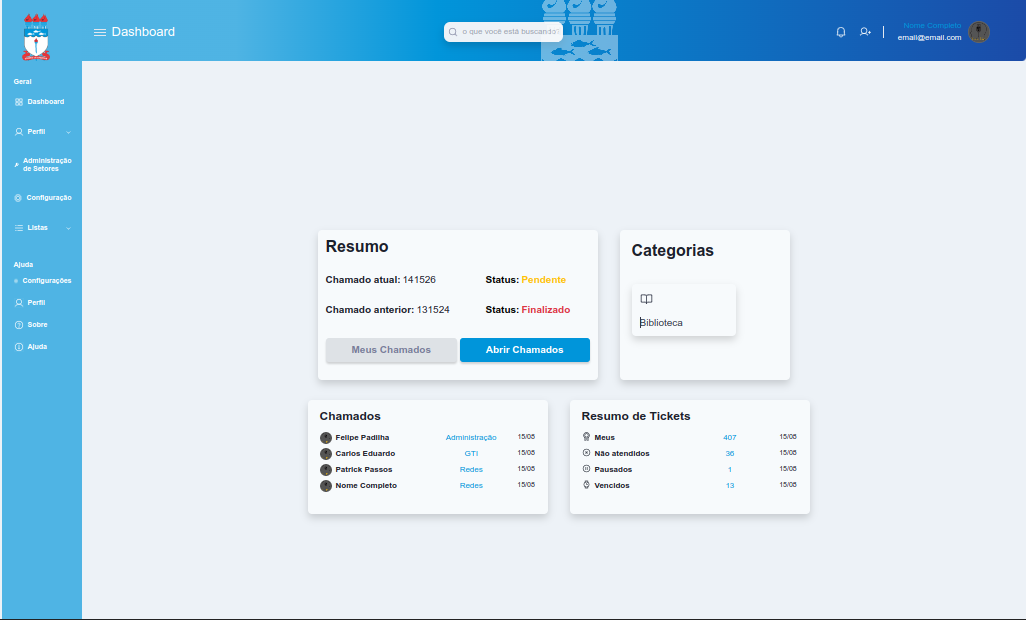 Dashboard
o que você está buscando?
Nome Completo
email@email.com
Geral
Dashboard
Perfil
Administração
de Setores
Configuração
Listas
Ajuda
Configurações
Perfil
Sobre
Ajuda
Resumo
Chamado atual: 141526 Status: Pendente
Chamado anterior: 131524 Status: Finalizado
Meus Chamados Abrir Chamados
Categorias
Biblioteca
Chamados
Felipe Padilha Administração 15/08
Carlos Eduardo GTI 15/08
Patrick Passos Redes 15/08
Nome Completo Redes 15/08
Resumo de Tickets
Meus 407 15/08
Não atendidos 36 15/08
Pausados 1 15/08
Vencidos 13 15/08